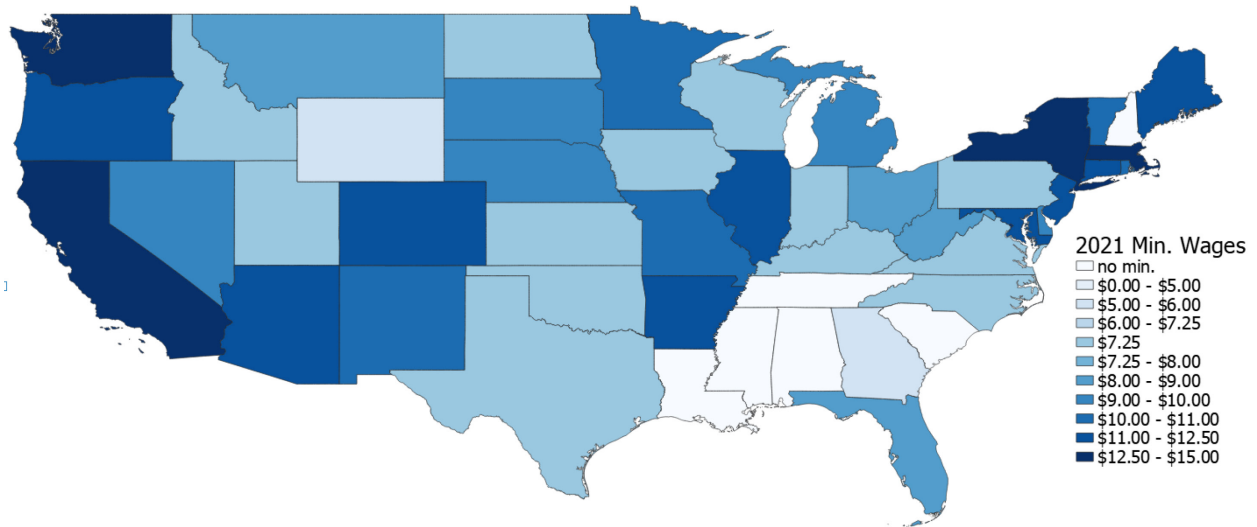 2021 Min. Wages
no min.
$0.00 - $5.00
$5.00 - $6.00
$6.00 - $7.25
$7.25
$7.25 - $8.00
$8.00 - $9.00
$9.00 - $10.00
$10.00 - $11.00
$11.00 - $12.50
$12.50 - $15.00